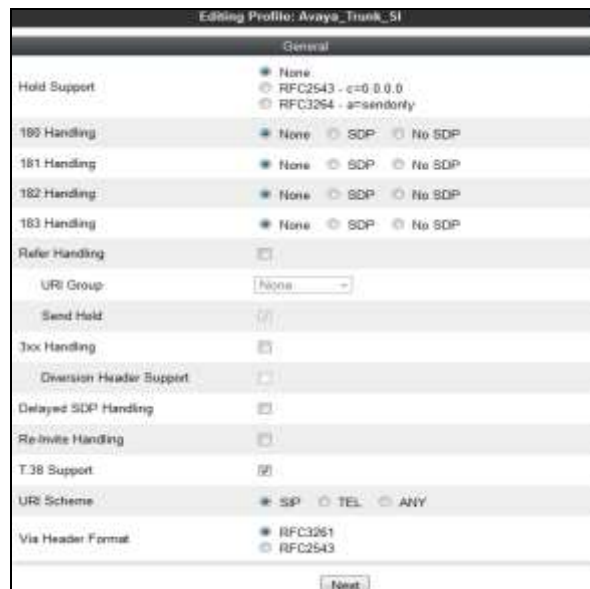 Editing Profile: Avaya_Trunk_SI
General
Hold Support
None
RFC2543 - c=0.0.0.0
RFC3264 - a=sendonly
180 Handling None SDP No SDP
181 Handling None SDP No SDP
182 Handling None SDP No SDP
183 Handling None SDP No SDP
Refer Handling
URI Group None
Send Hold
3xx Handling
Diversion Header Support
Delayed SDP Handling
Re-Invite Handling
T.38 Support
URI Scheme SIP TEL ANY
Via Header Format
RFC3261
RFC2543
Next